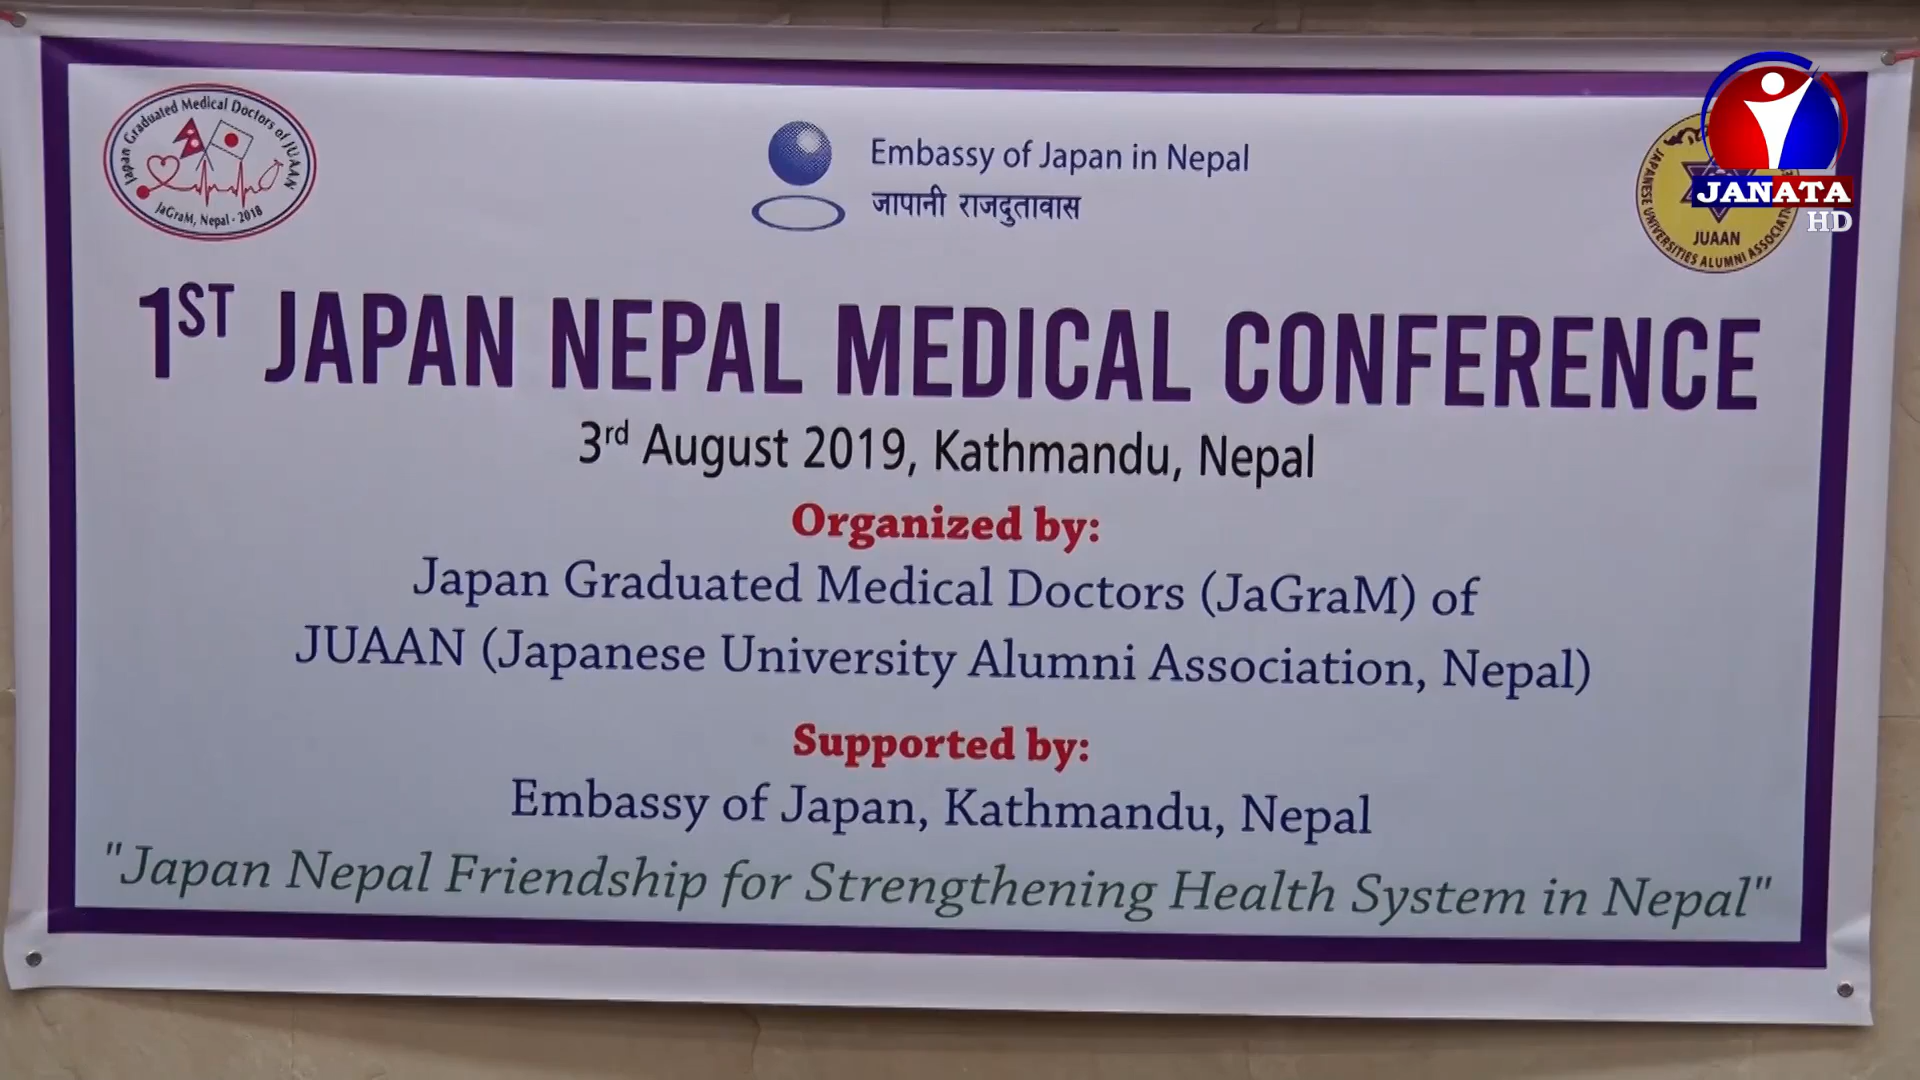 Japan Graduated Medical Doctors of JUAAN
JaGraM, Nepal - 2018
Embassy of Japan in Nepal
जापानी राजदुतावास
JAPANESE UNIVERSITIES ALUMNI ASSOCIATION
JUAAN
JANATA
HD
1ST JAPAN NEPAL MEDICAL CONFERENCE
3rd August 2019, Kathmandu, Nepal
Organized by:
Japan Graduated Medical Doctors (JaGraM) of
JUAAN (Japanese University Alumni Association, Nepal)
Supported by:
Embassy of Japan, Kathmandu, Nepal
"Japan Nepal Friendship for Strengthening Health System in Nepal"